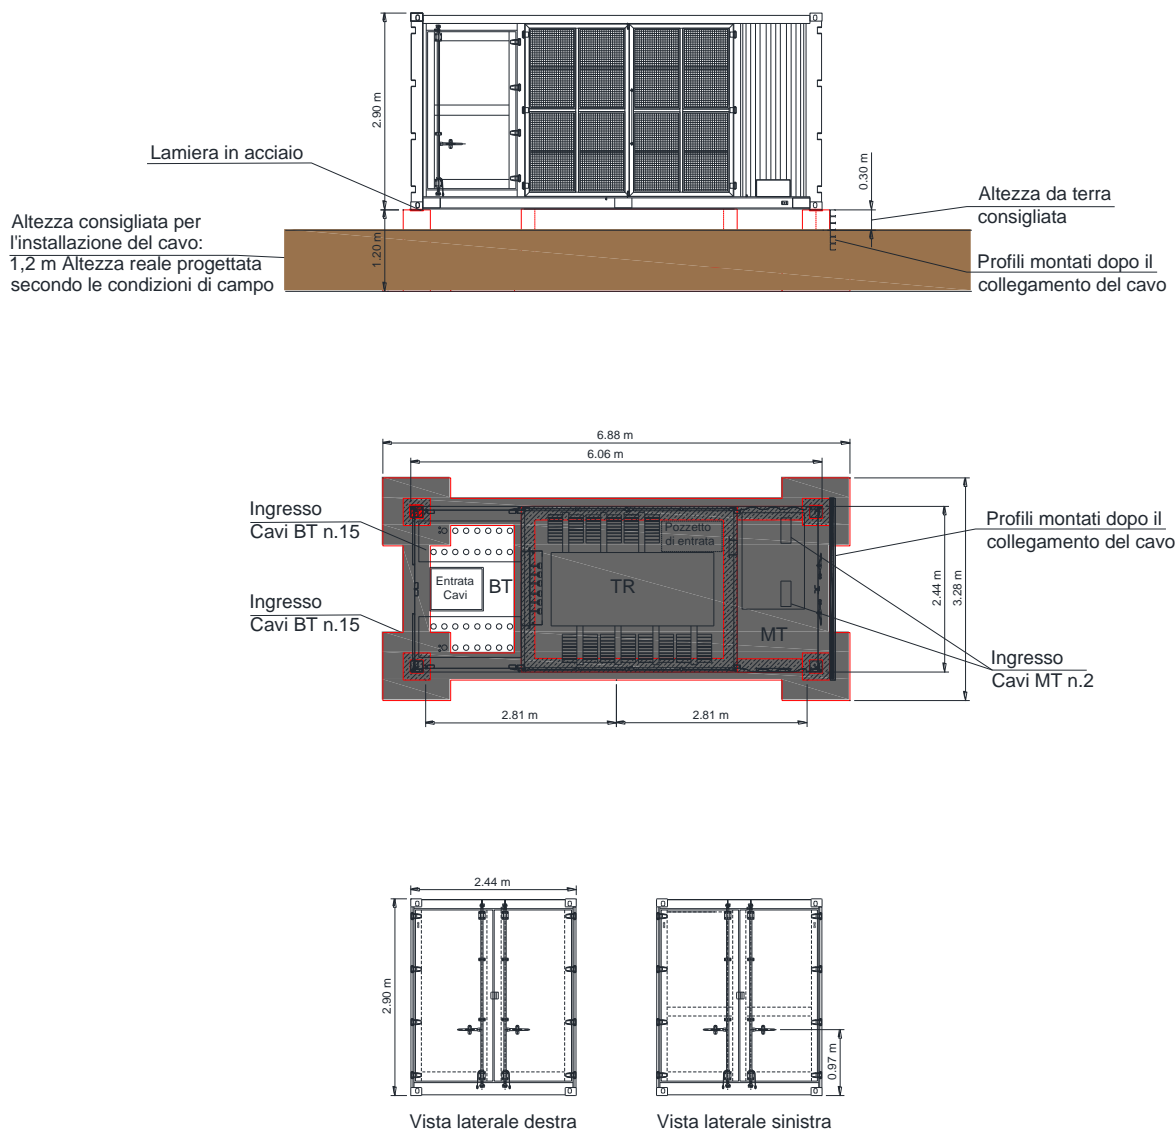 2.90 m
Lamiera in acciaio
0.30 m
Altezza da terra
consigliata
Altezza consigliata per
l'installazione del cavo:
1,2 m Altezza reale progettata
secondo le condizioni di campo
1.20 m
Profili montati dopo il
collegamento del cavo
6.88 m
6.06 m
Ingresso
Cavi BT n.15
Pozzetto
di entrata
Profili montati dopo il
collegamento del cavo
Entrata
Cavi
BT
TR
2.44 m
3.28 m
Ingresso
Cavi BT n.15
MT
Ingresso
Cavi MT n.2
2.81 m
2.81 m
2.44 m
2.90 m
0.97 m
Vista laterale destra
Vista laterale sinistra